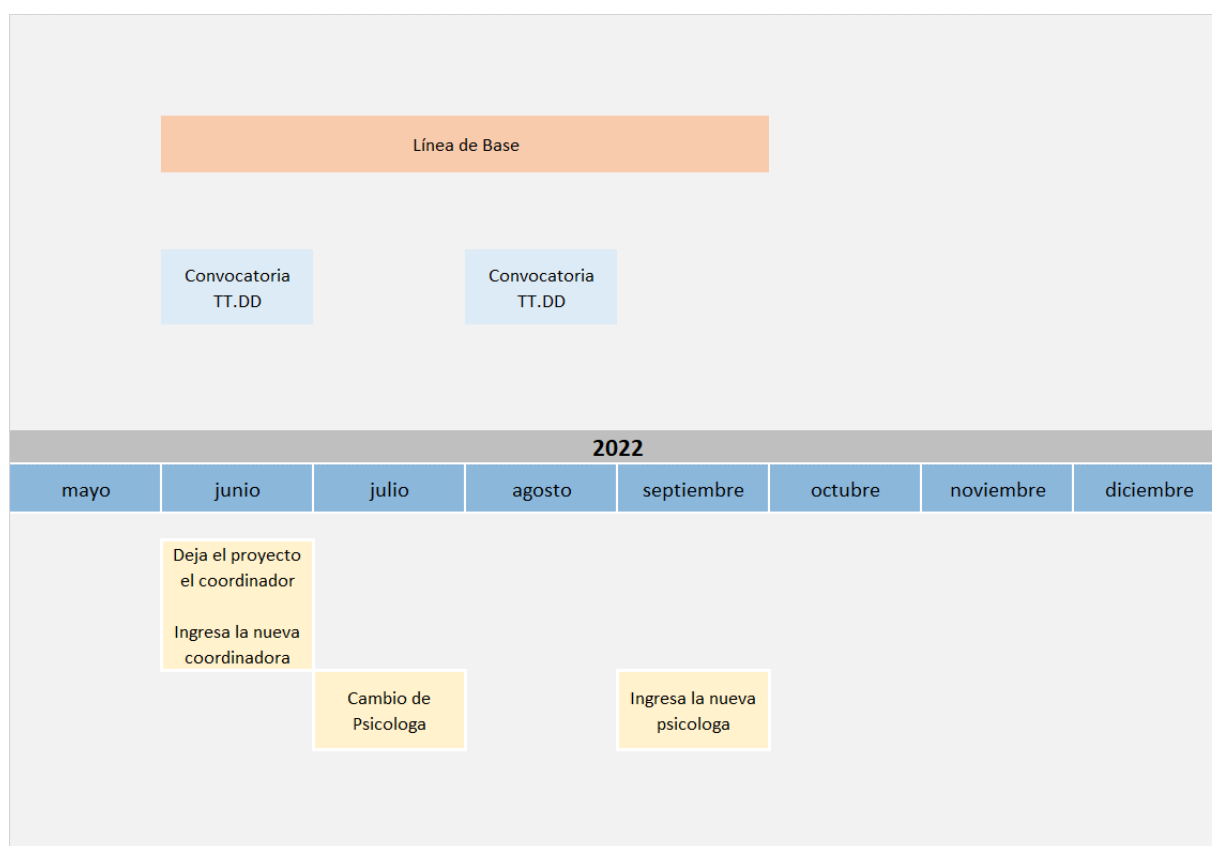 Línea de Base
Convocatoria
TT.DD
Convocatoria
TT.DD
2022
mayo junio julio agosto septiembre octubre noviembre diciembre
Deja el proyecto
el coordinador
Ingresa la nueva
coordinadora
Cambio de
Psicologa
Ingresa la nueva
psicologa